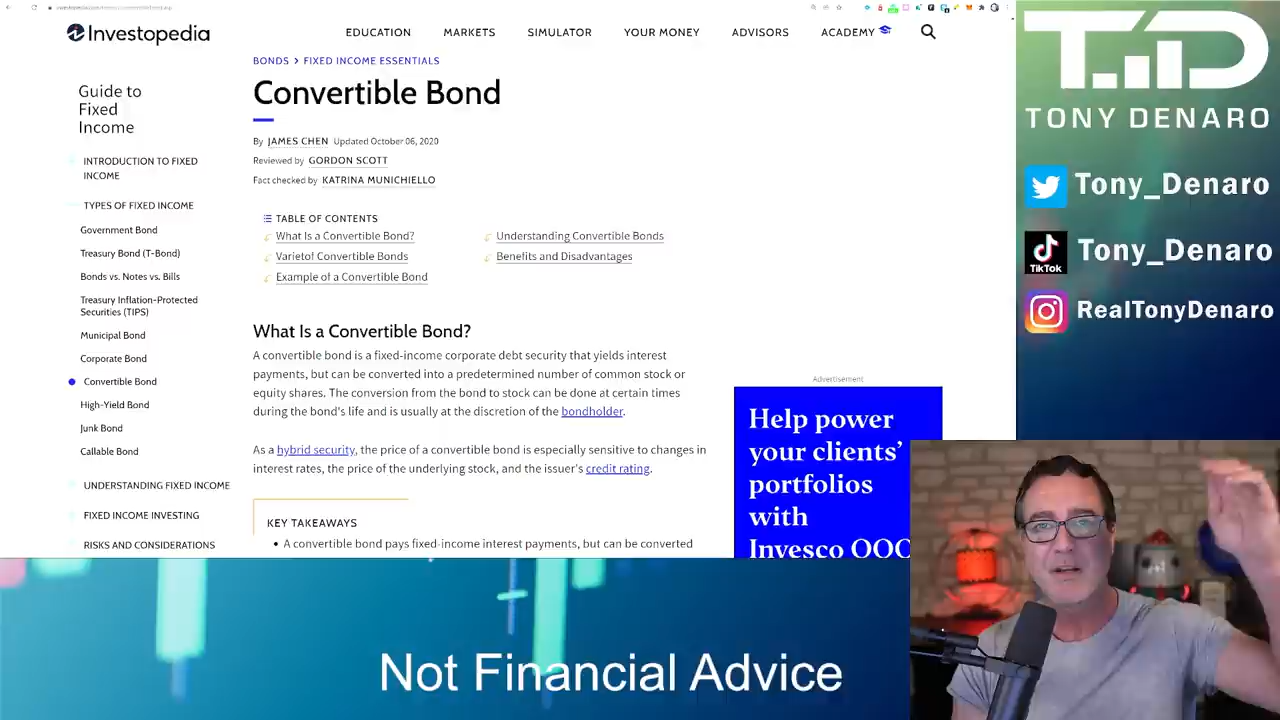 Investopedia
EDUCATION MARKETS SIMULATOR YOUR MONEY ADVISORS ACADEMY
BONDS > FIXED INCOME ESSENTIALS
Guide to
Fixed
Income
INTRODUCTION TO FIXED
INCOME
TYPES OF FIXED INCOME
Government Bond
Treasury Bond (T-Bond)
Bonds vs. Notes vs. Bills
Treasury Inflation-Protected
Securities (TIPS)
Municipal Bond
Corporate Bond
Convertible Bond
High-Yield Bond
Junk Bond
Callable Bond
UNDERSTANDING FIXED INCOME
FIXED INCOME INVESTING
RISKS AND CONSIDERATIONS
Convertible Bond
By JAMES CHEN Updated October 06, 2020
Reviewed by GORDON SCOTT
Fact checked by KATRINA MUNICHIELLO
TABLE OF CONTENTS
What Is a Convertible Bond? Understanding Convertible Bonds
Varietof Convertible Bonds Benefits and Disadvantages
Example of a Convertible Bond
What Is a Convertible Bond?
A convertible bond is a fixed-income corporate debt security that yields interest
payments, but can be converted into a predetermined number of common stock or
equity shares. The conversion from the bond to stock can be done at certain times
during the bond's life and is usually at the discretion of the bondholder.
As a hybrid security, the price of a convertible bond is especially sensitive to changes in
interest rates, the price of the underlying stock, and the issuer's credit rating.
KEY TAKEAWAYS
• A convertible bond pays fixed-income interest payments, but can be converted
Advertisement
Help power
your clients'
portfolios
with
Invesco QQQ
TD
TONY DENARO
Tony_Denaro
TikTok
Tony_Denaro
RealTonyDenaro
Not Financial Advice